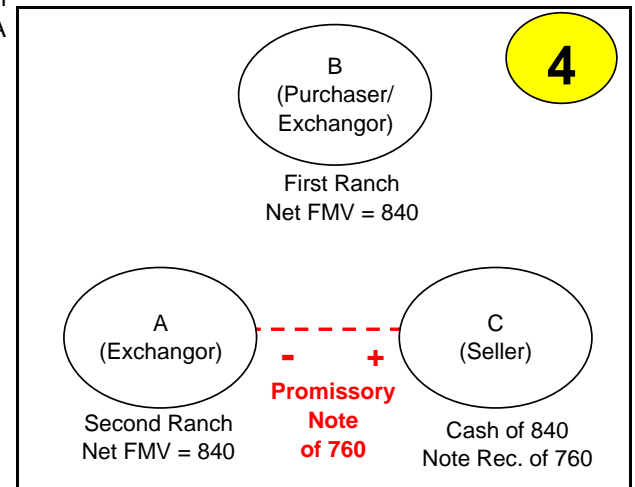 A
4
B
(Purchaser/
Exchangor)
First Ranch
Net FMV = 840
A
(Exchangor)
C
(Seller)
- +
Promissory
Note
of 760
Second Ranch
Net FMV = 840
Cash of 840
Note Rec. of 760